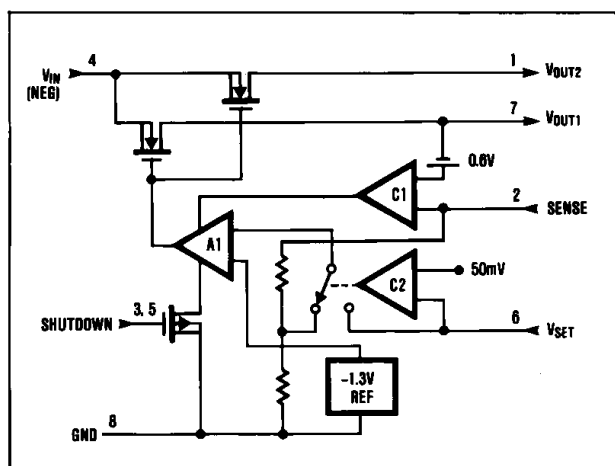 4
1
VIN
(NEG)
VOUT2
7
VOUT1
0.6V
C1
2
SENSE
A1
C2
50mV
3, 5
SHUTDOWN
6
VSET
-1.3V
REF
8
GND